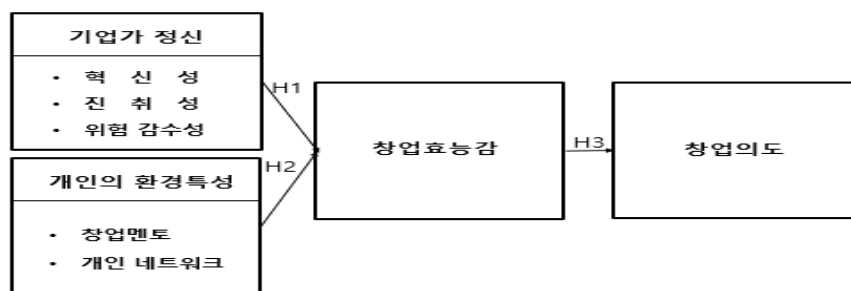 기업가 정신
• 혁 신 성
• 진 취 성
• 위험 감수성
H1
개인의 환경특성
• 창업멘토
• 개인 네트워크
H2
창업효능감
H3
창업의도